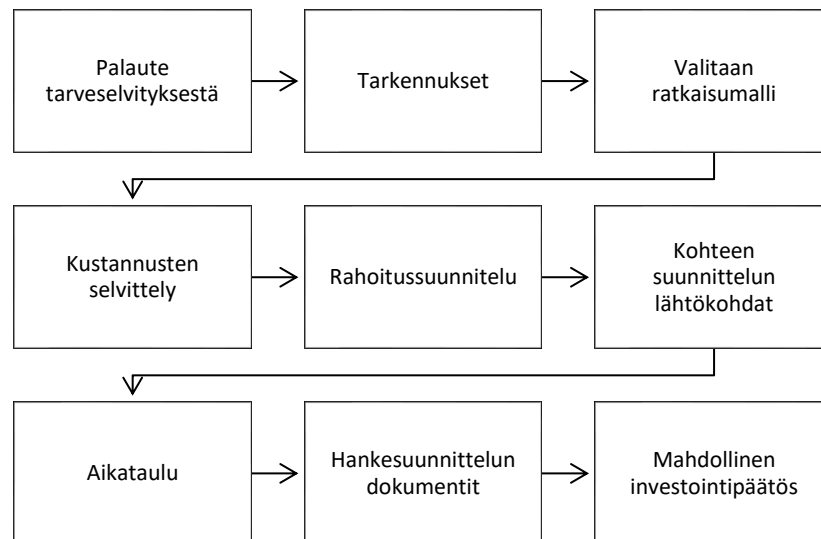 Palaute
tarveselvityksestä
Tarkennukset
Valitaan
ratkaisumalli
Kustannusten
selvittely
Rahoitussuunnitelu
Kohteen
suunnittelun
lähtökohdat
Aikataulu
Hankesuunnittelun
dokumentit
Mahdollinen
investointipäätös